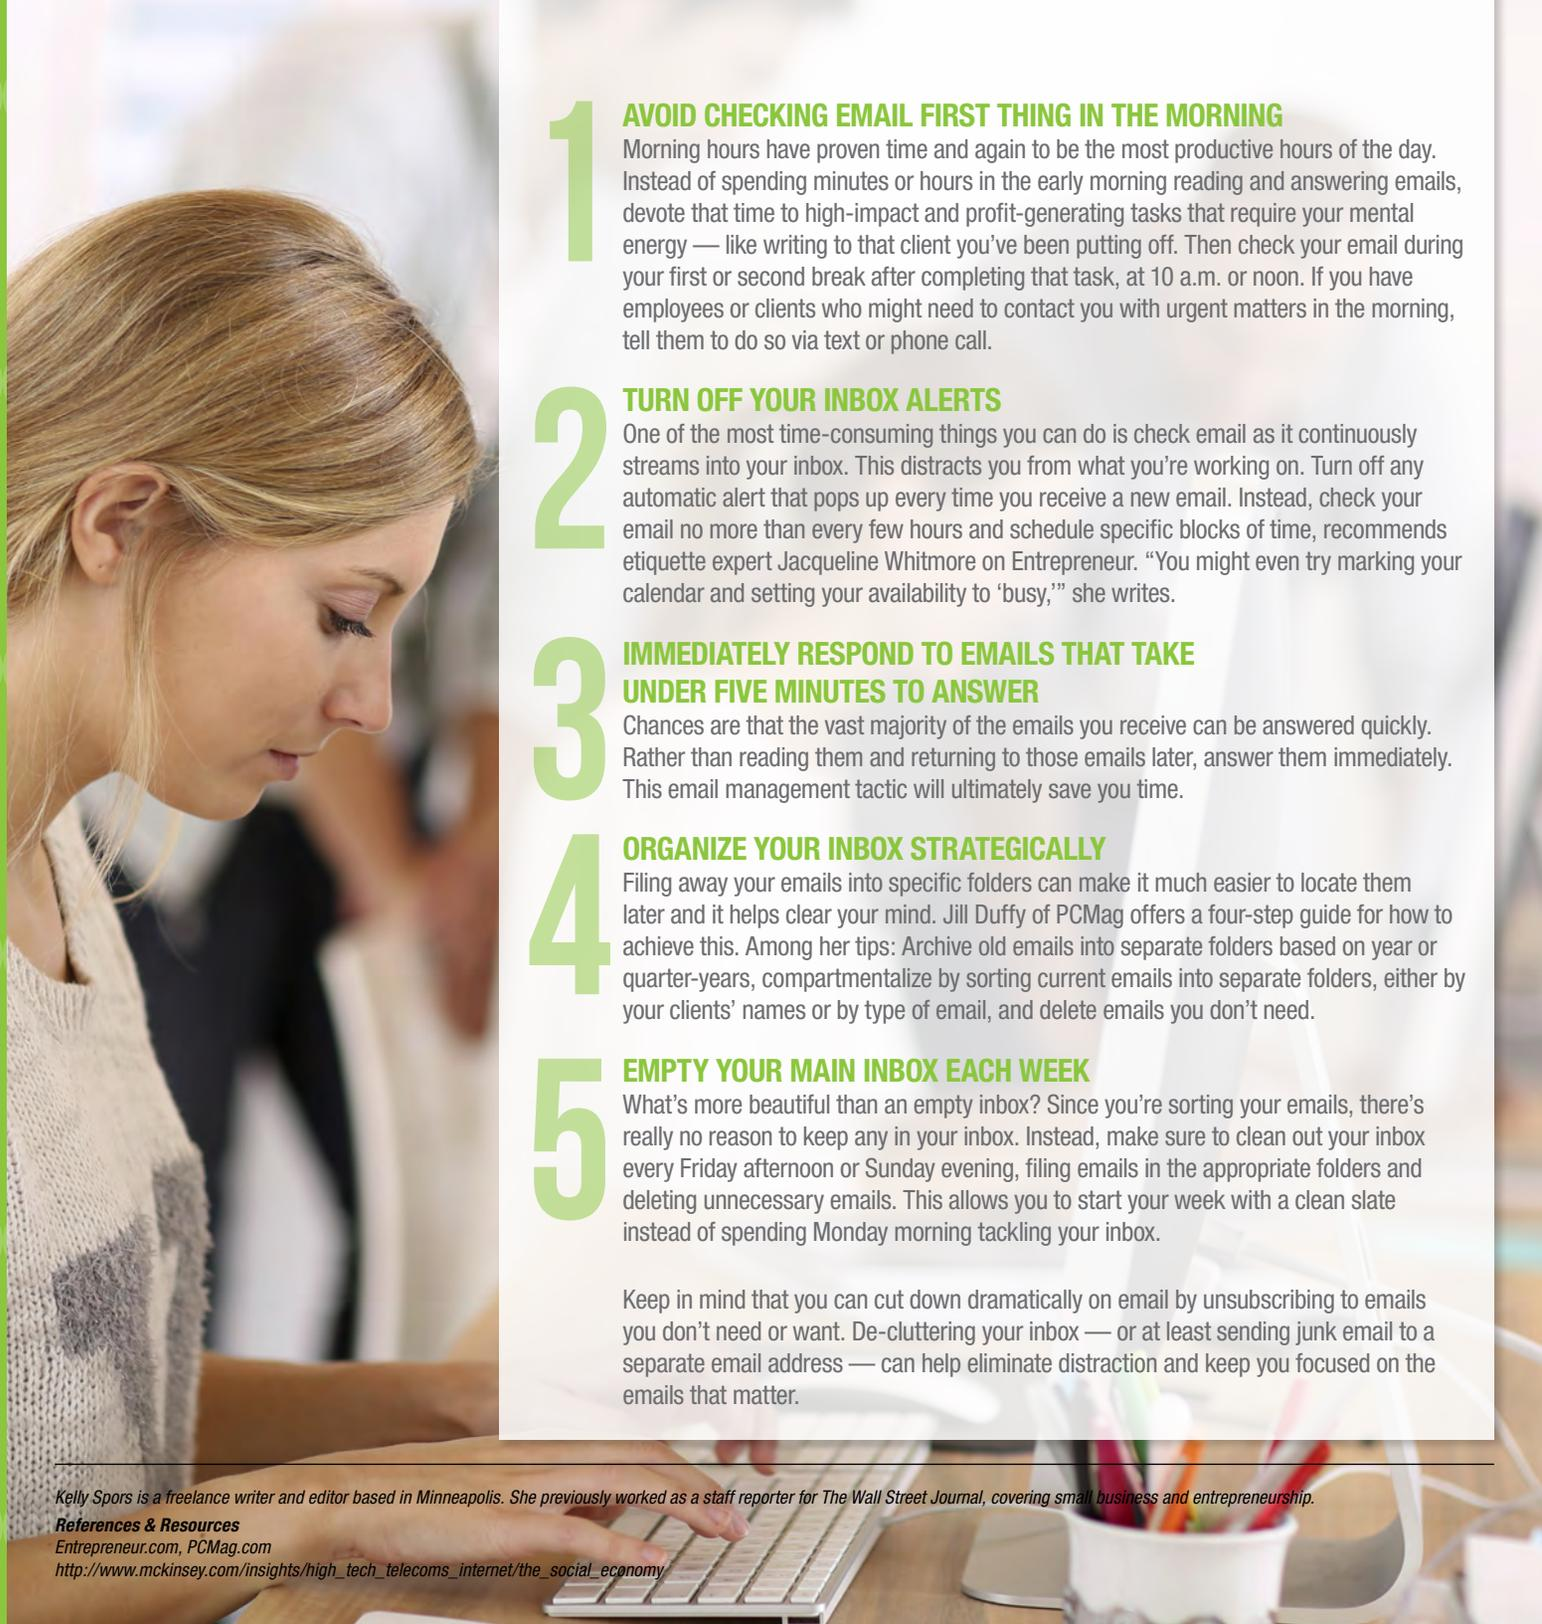 1
AVOID CHECKING EMAIL FIRST THING IN THE MORNING
Morning hours have proven time and again to be the most productive hours of the day.
Instead of spending minutes or hours in the early morning reading and answering emails,
devote that time to high-impact and profit-generating tasks that require your mental
energy — like writing to that client you’ve been putting off. Then check your email during
your first or second break after completing that task, at 10 a.m. or noon. If you have
employees or clients who might need to contact you with urgent matters in the morning,
tell them to do so via text or phone call.
2
TURN OFF YOUR INBOX ALERTS
One of the most time-consuming things you can do is check email as it continuously
streams into your inbox. This distracts you from what you’re working on. Turn off any
automatic alert that pops up every time you receive a new email. Instead, check your
email no more than every few hours and schedule specific blocks of time, recommends
etiquette expert Jacqueline Whitmore on Entrepreneur. “You might even try marking your
calendar and setting your availability to ‘busy,’” she writes.
3
IMMEDIATELY RESPOND TO EMAILS THAT TAKE
UNDER FIVE MINUTES TO ANSWER
Chances are that the vast majority of the emails you receive can be answered quickly.
Rather than reading them and returning to those emails later, answer them immediately.
This email management tactic will ultimately save you time.
4
ORGANIZE YOUR INBOX STRATEGICALLY
Filing away your emails into specific folders can make it much easier to locate them
later and it helps clear your mind. Jill Duffy of PCMag offers a four-step guide for how to
achieve this. Among her tips: Archive old emails into separate folders based on year or
quarter-years, compartmentalize by sorting current emails into separate folders, either by
your clients’ names or by type of email, and delete emails you don’t need.
5
EMPTY YOUR MAIN INBOX EACH WEEK
What’s more beautiful than an empty inbox? Since you’re sorting your emails, there’s
really no reason to keep any in your inbox. Instead, make sure to clean out your inbox
every Friday afternoon or Sunday evening, filing emails in the appropriate folders and
deleting unnecessary emails. This allows you to start your week with a clean slate
instead of spending Monday morning tackling your inbox.
Keep in mind that you can cut down dramatically on email by unsubscribing to emails
you don’t need or want. De-cluttering your inbox — or at least sending junk email to a
separate email address — can help eliminate distraction and keep you focused on the
emails that matter.
Kelly Spors is a freelance writer and editor based in Minneapolis. She previously worked as a staff reporter for The Wall Street Journal, covering small business and entrepreneurship.
References & Resources
Entrepreneur.com, PCMag.com
http://www.mckinsey.com/insights/high_tech_telecoms_internet/the_social_economy